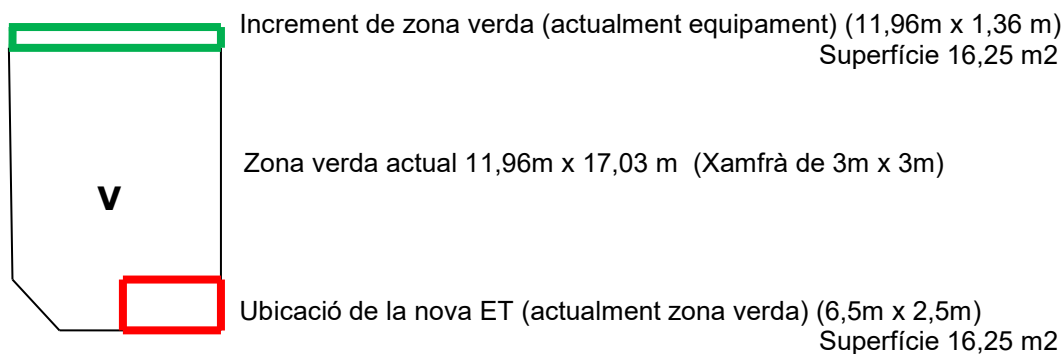 Increment de zona verda (actualment equipament) (11,96m x 1,36 m)
Superfície 16,25 m2
Zona verda actual 11,96m x 17,03 m  (Xamfrà de 3m x 3m)
V
Ubicació de la nova ET (actualment zona verda) (6,5m x 2,5m)
Superfície 16,25 m2